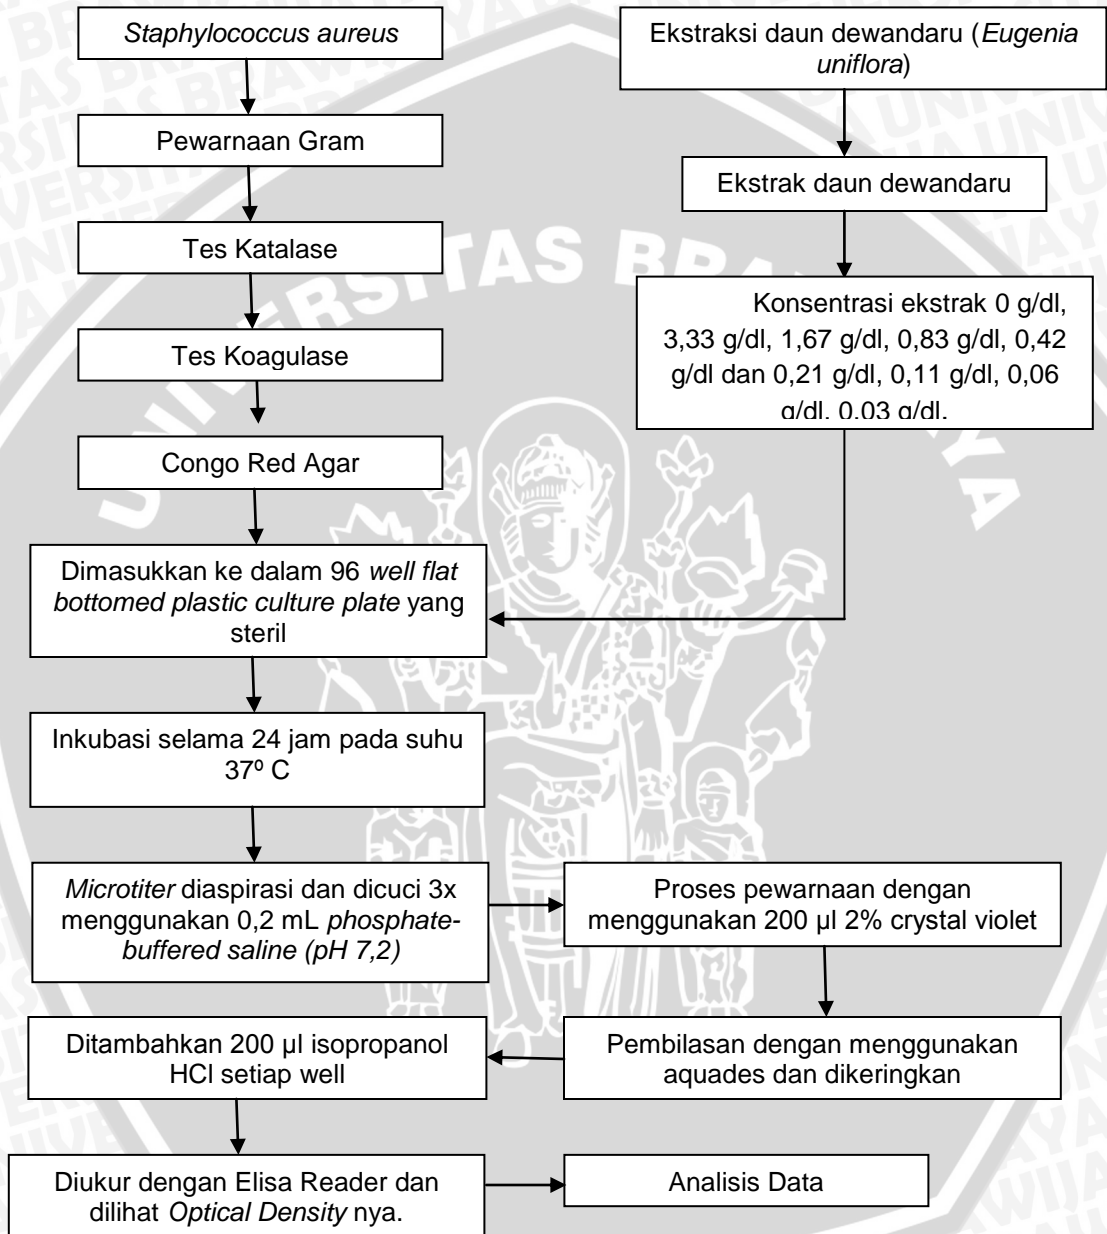 Staphylococcus aureus
Pewarnaan Gram
Tes Katalase
Tes Koagulase
Congo Red Agar
Ekstraksi daun dewandaru (Eugenia
uniflora)
Ekstrak daun dewandaru
Konsentrasi ekstrak 0 g/dl,
3,33 g/dl, 1,67 g/dl, 0,83 g/dl, 0,42
g/dl dan 0,21 g/dl, 0,11 g/dl, 0,06
g/dl, 0,03 g/dl.
Dimasukkan ke dalam 96 well flat
bottomed plastic culture plate yang
steril
Inkubasi selama 24 jam pada suhu
37º C
Microtiter diaspirasi dan dicuci 3x
menggunakan 0,2 mL phosphate-
buffered saline (pH 7,2)
Proses pewarnaan dengan
menggunakan 200 µl 2% crystal violet
Pembilasan dengan menggunakan
aquades dan dikeringkan
Ditambahkan 200 µl isopropanol
HCl setiap well
Diukur dengan Elisa Reader dan
dilihat Optical Density nya.
Analisis Data
UNIVERSITAS BRAWIJAYA